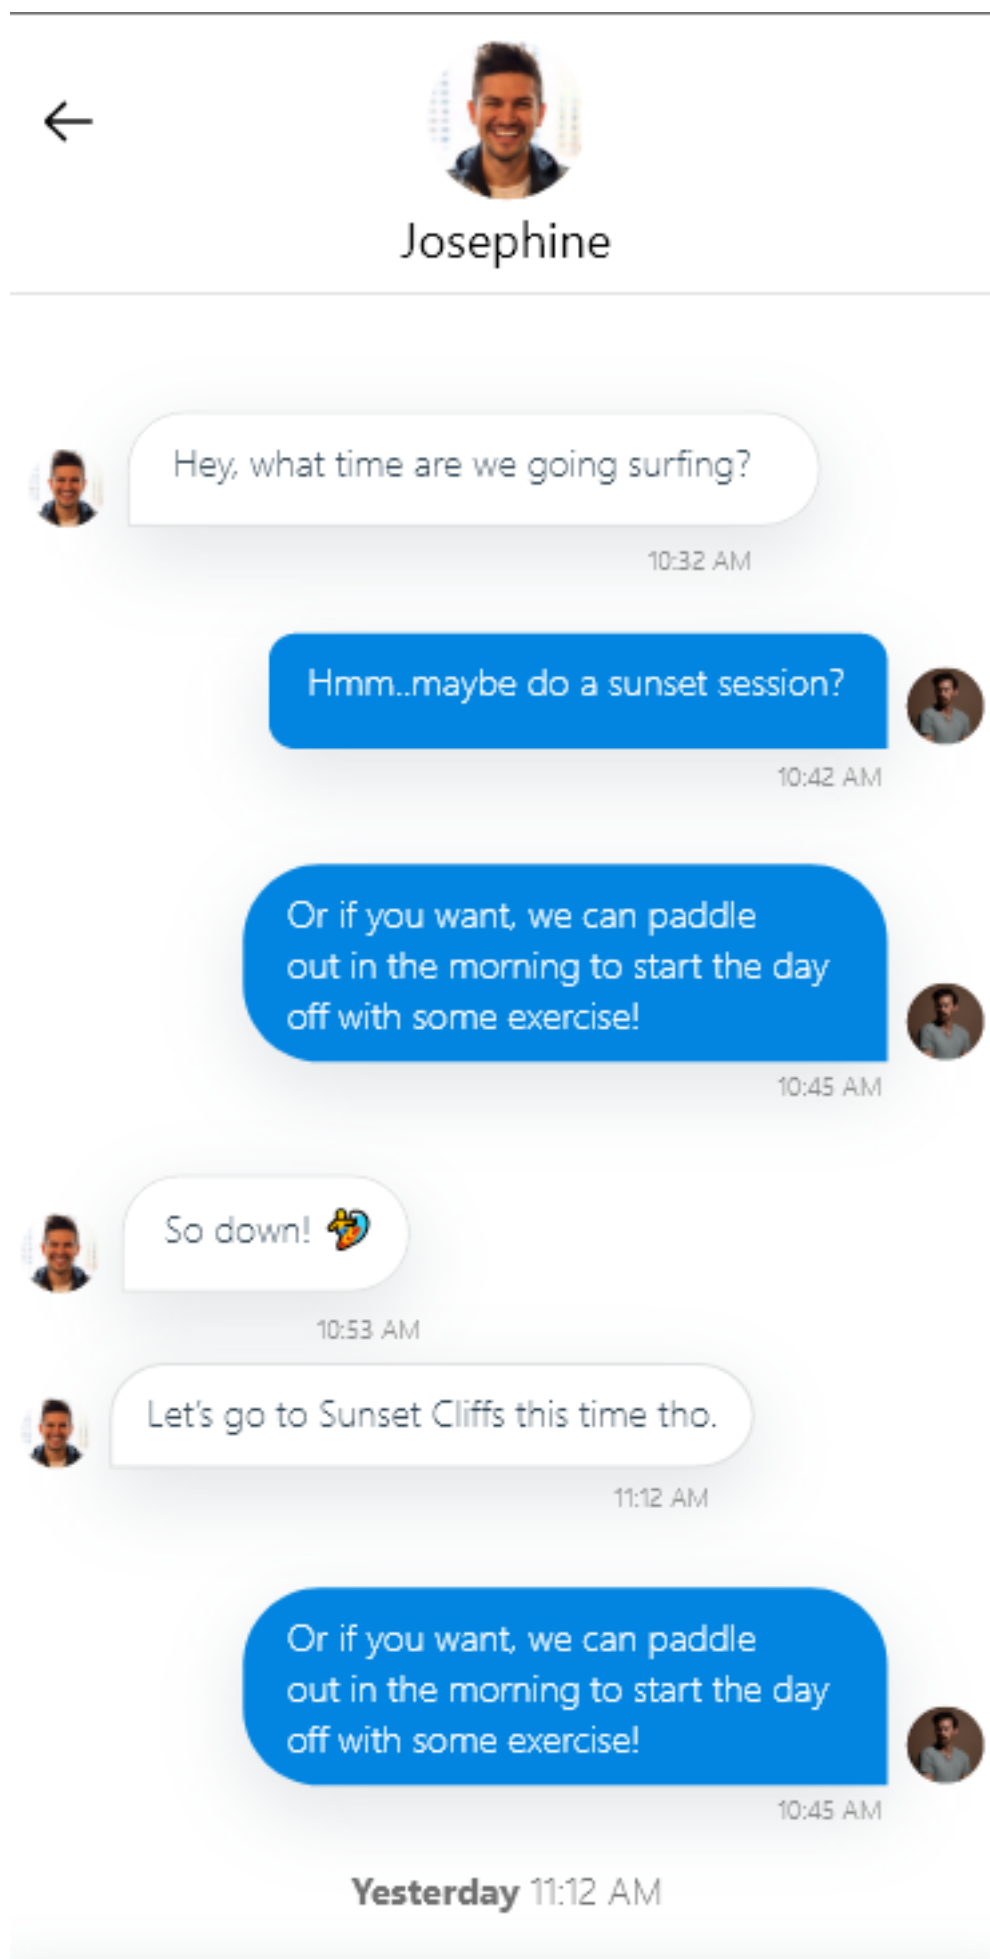 Josephine
Hey, what time are we going surfing?
10:32 AM
Hmm..maybe do a sunset session?
10:42 AM
Or if you want, we can paddle
out in the morning to start the day
off with some exercise!
10:45 AM
So down! 🏄
10:53 AM
Let's go to Sunset Cliffs this time tho.
11:12 AM
Or if you want, we can paddle
out in the morning to start the day
off with some exercise!
10:45 AM
Yesterday 11:12 AM